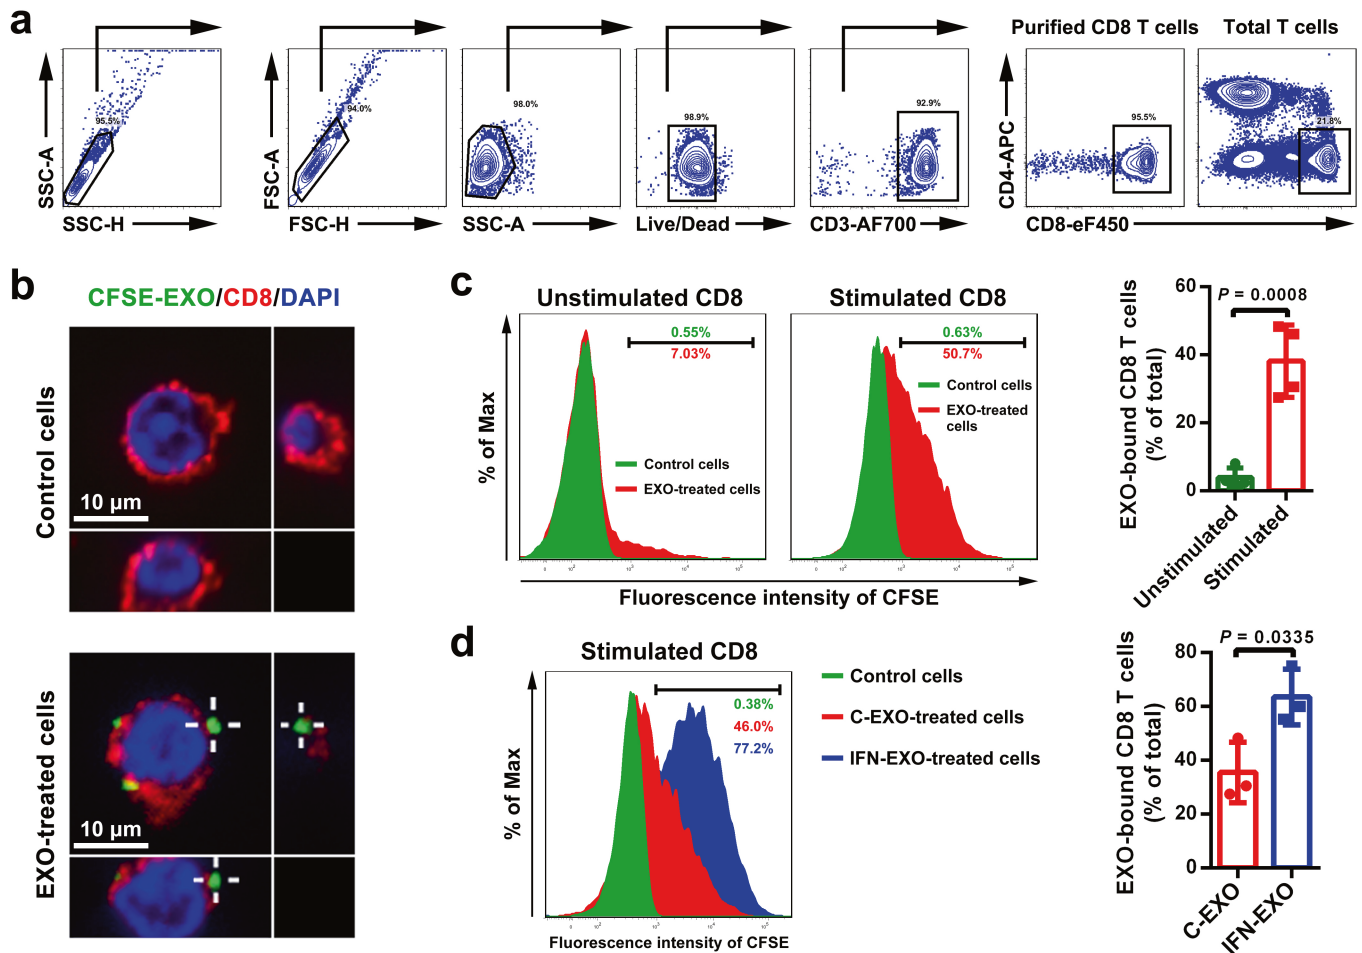 a
Purified CD8 T cells
Total T cells
SSC-A
95.5%
SSC-H
FSC-A
94.0%
FSC-H
98.0%
SSC-A
98.9%
Live/Dead
92.9%
CD3-AF700
CD4-APC
95.5%
21.8%
CD8-eF450
b
CFSE-EXO/CD8/DAPI
Control cells
10 µm
EXO-treated cells
10 µm
c
Unstimulated CD8
Stimulated CD8
% of Max
0.55%
7.03%
Control cells
EXO-treated cells
0.63%
50.7%
Control cells
EXO-treated
cells
Fluorescence intensity of CFSE
EXO-bound CD8 T cells
(% of total)
60
40
20
0
P = 0.0008
Unstimulated
Stimulated
d
Stimulated CD8
% of Max
0.38%
46.0%
77.2%
Control cells
C-EXO-treated cells
IFN-EXO-treated cells
Fluorescence intensity of CFSE
EXO-bound CD8 T cells
(% of total)
80
60
40
20
0
P = 0.0335
C-EXO
IFN-EXO